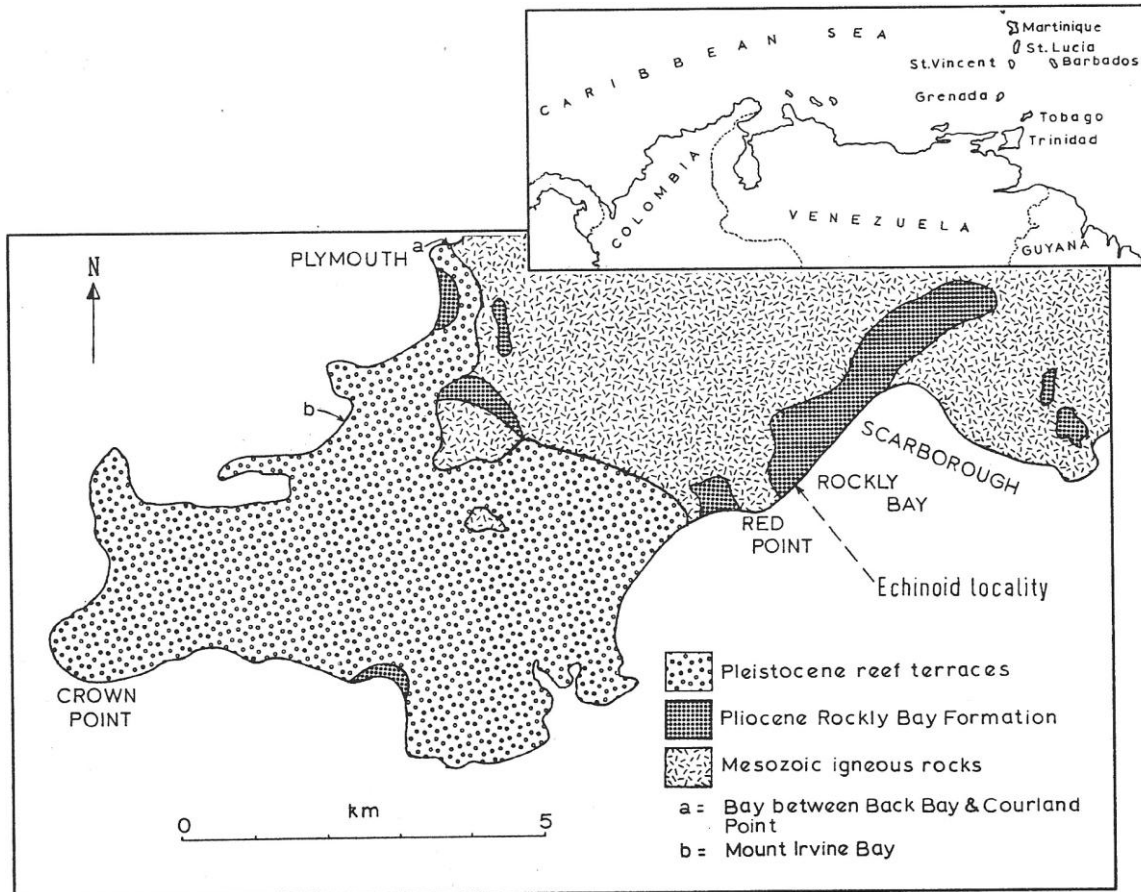 CARIBBEAN SEA
Martinique
St. Lucia
St. Vincent
Barbados
Grenada
Tobago
Trinidad
COLOMBIA
VENEZUELA
GUYANA
N
PLYMOUTH
a
b
SCARBOROUGH
ROCKLY
BAY
RED
POINT
Echinoid locality
CROWN
POINT
Pleistocene reef terraces
Pliocene Rockly Bay Formation
Mesozoic igneous rocks
a = Bay between Back Bay & Courland
Point
b = Mount Irvine Bay
km
0 5